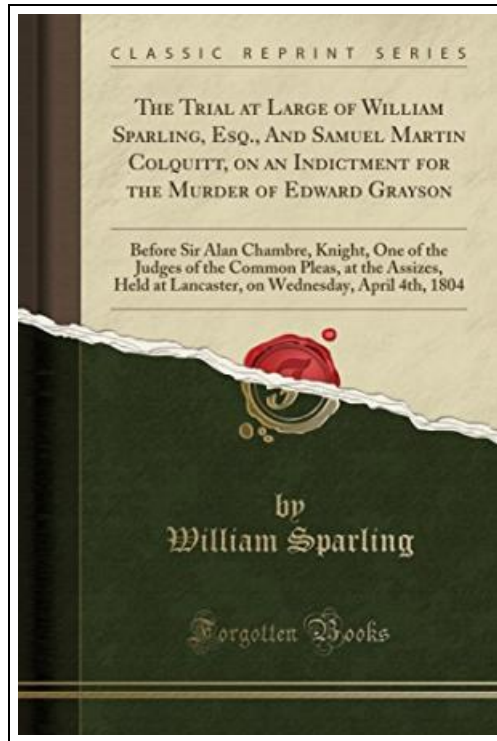 CLASSIC REPRINT SERIES
THE TRIAL AT LARGE OF WILLIAM
SPARLING, ESQ., AND SAMUEL MARTIN
COLQUITT, ON AN INDICTMENT FOR
THE MURDER OF EDWARD GRAYSON
Before Sir Alan Chambre, Knight, One of the
Judges of the Common Pleas, at the Assizes,
Held at Lancaster, on Wednesday, April 4th, 1804
by
William Sparling
Forgotten Books